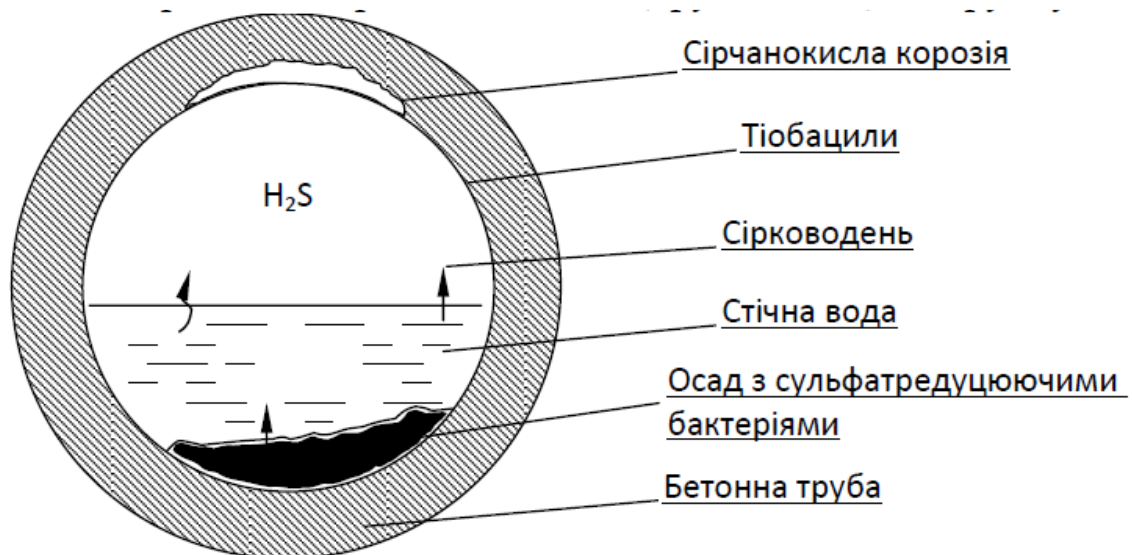 Сірчанокисла корозія
Тіобацили
H₂S
Сірководень
Стічна вода
Осад з сульфатредуцюючими
бактеріями
Бетонна труба